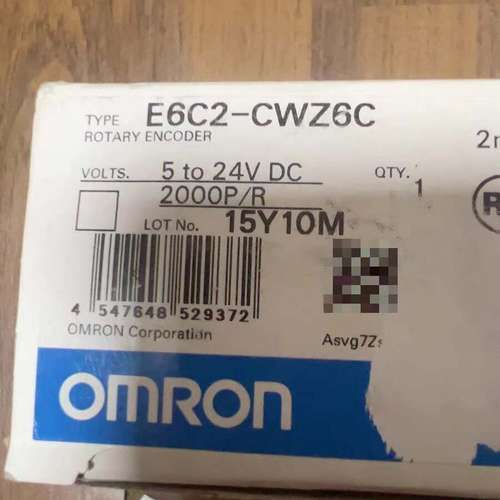 TYPE E6C2-CWZ6C
ROTARY ENCODER
VOLTS. 5 to 24V DC QTY. 1
2000P/R
LOT No. 15Y10M
4 547648 529372
OMRON Corporation
OMRON